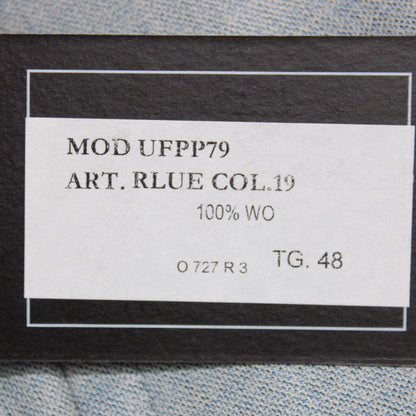 MOD UFPP79
ART. RLUE COL.19
100% WO
O 727 R 3 TG. 48